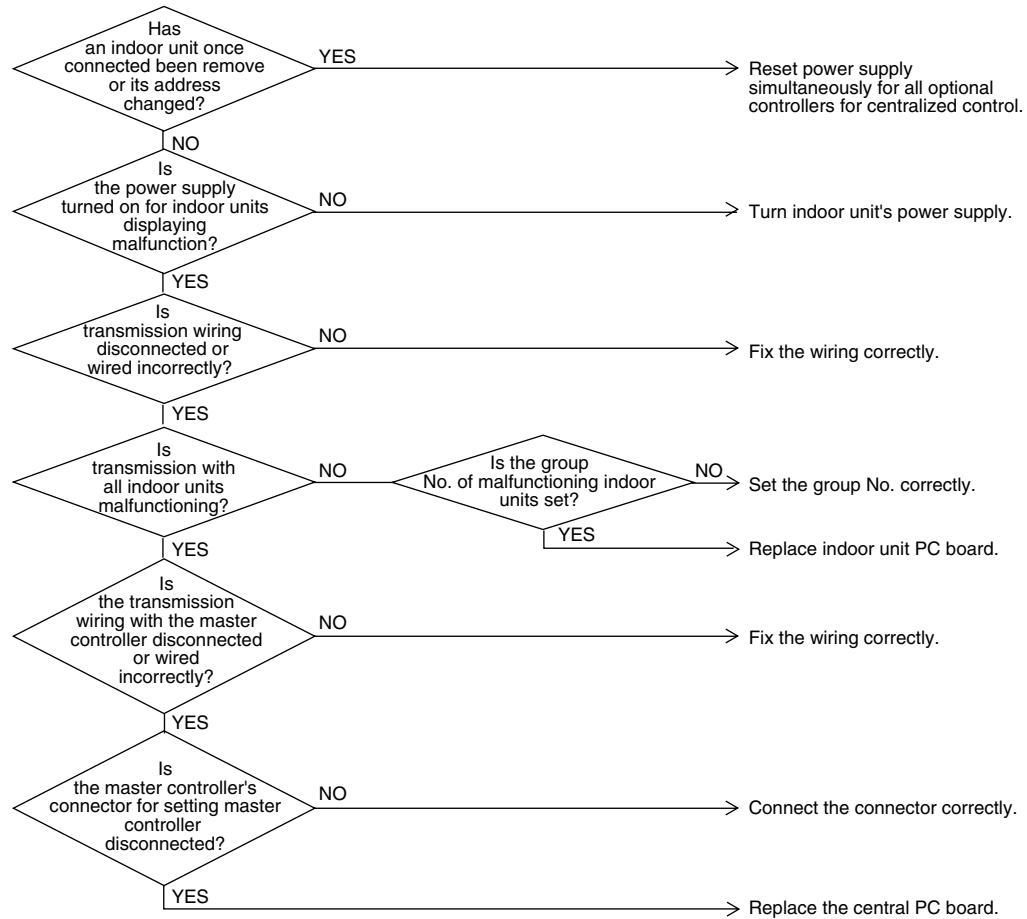 Has
an indoor unit once
connected been remove
or its address
changed?
YES
Reset power supply
simultaneously for all optional
controllers for centralized control.
NO
Is
the power supply
turned on for indoor units
displaying
malfunction?
NO
Turn indoor unit's power supply.
YES
Is
transmission wiring
disconnected or
wired incorrectly?
NO
Fix the wiring correctly.
YES
Is
transmission with
all indoor units
malfunctioning?
NO
Is the group
No. of malfunctioning indoor
units set?
NO
Set the group No. correctly.
YES
Replace indoor unit PC board.
YES
Is
the transmission
wiring with the master
controller disconnected
or wired
incorrectly?
NO
Fix the wiring correctly.
YES
Is
the master controller's
connector for setting master
controller
disconnected?
NO
Connect the connector correctly.
YES
Replace the central PC board.